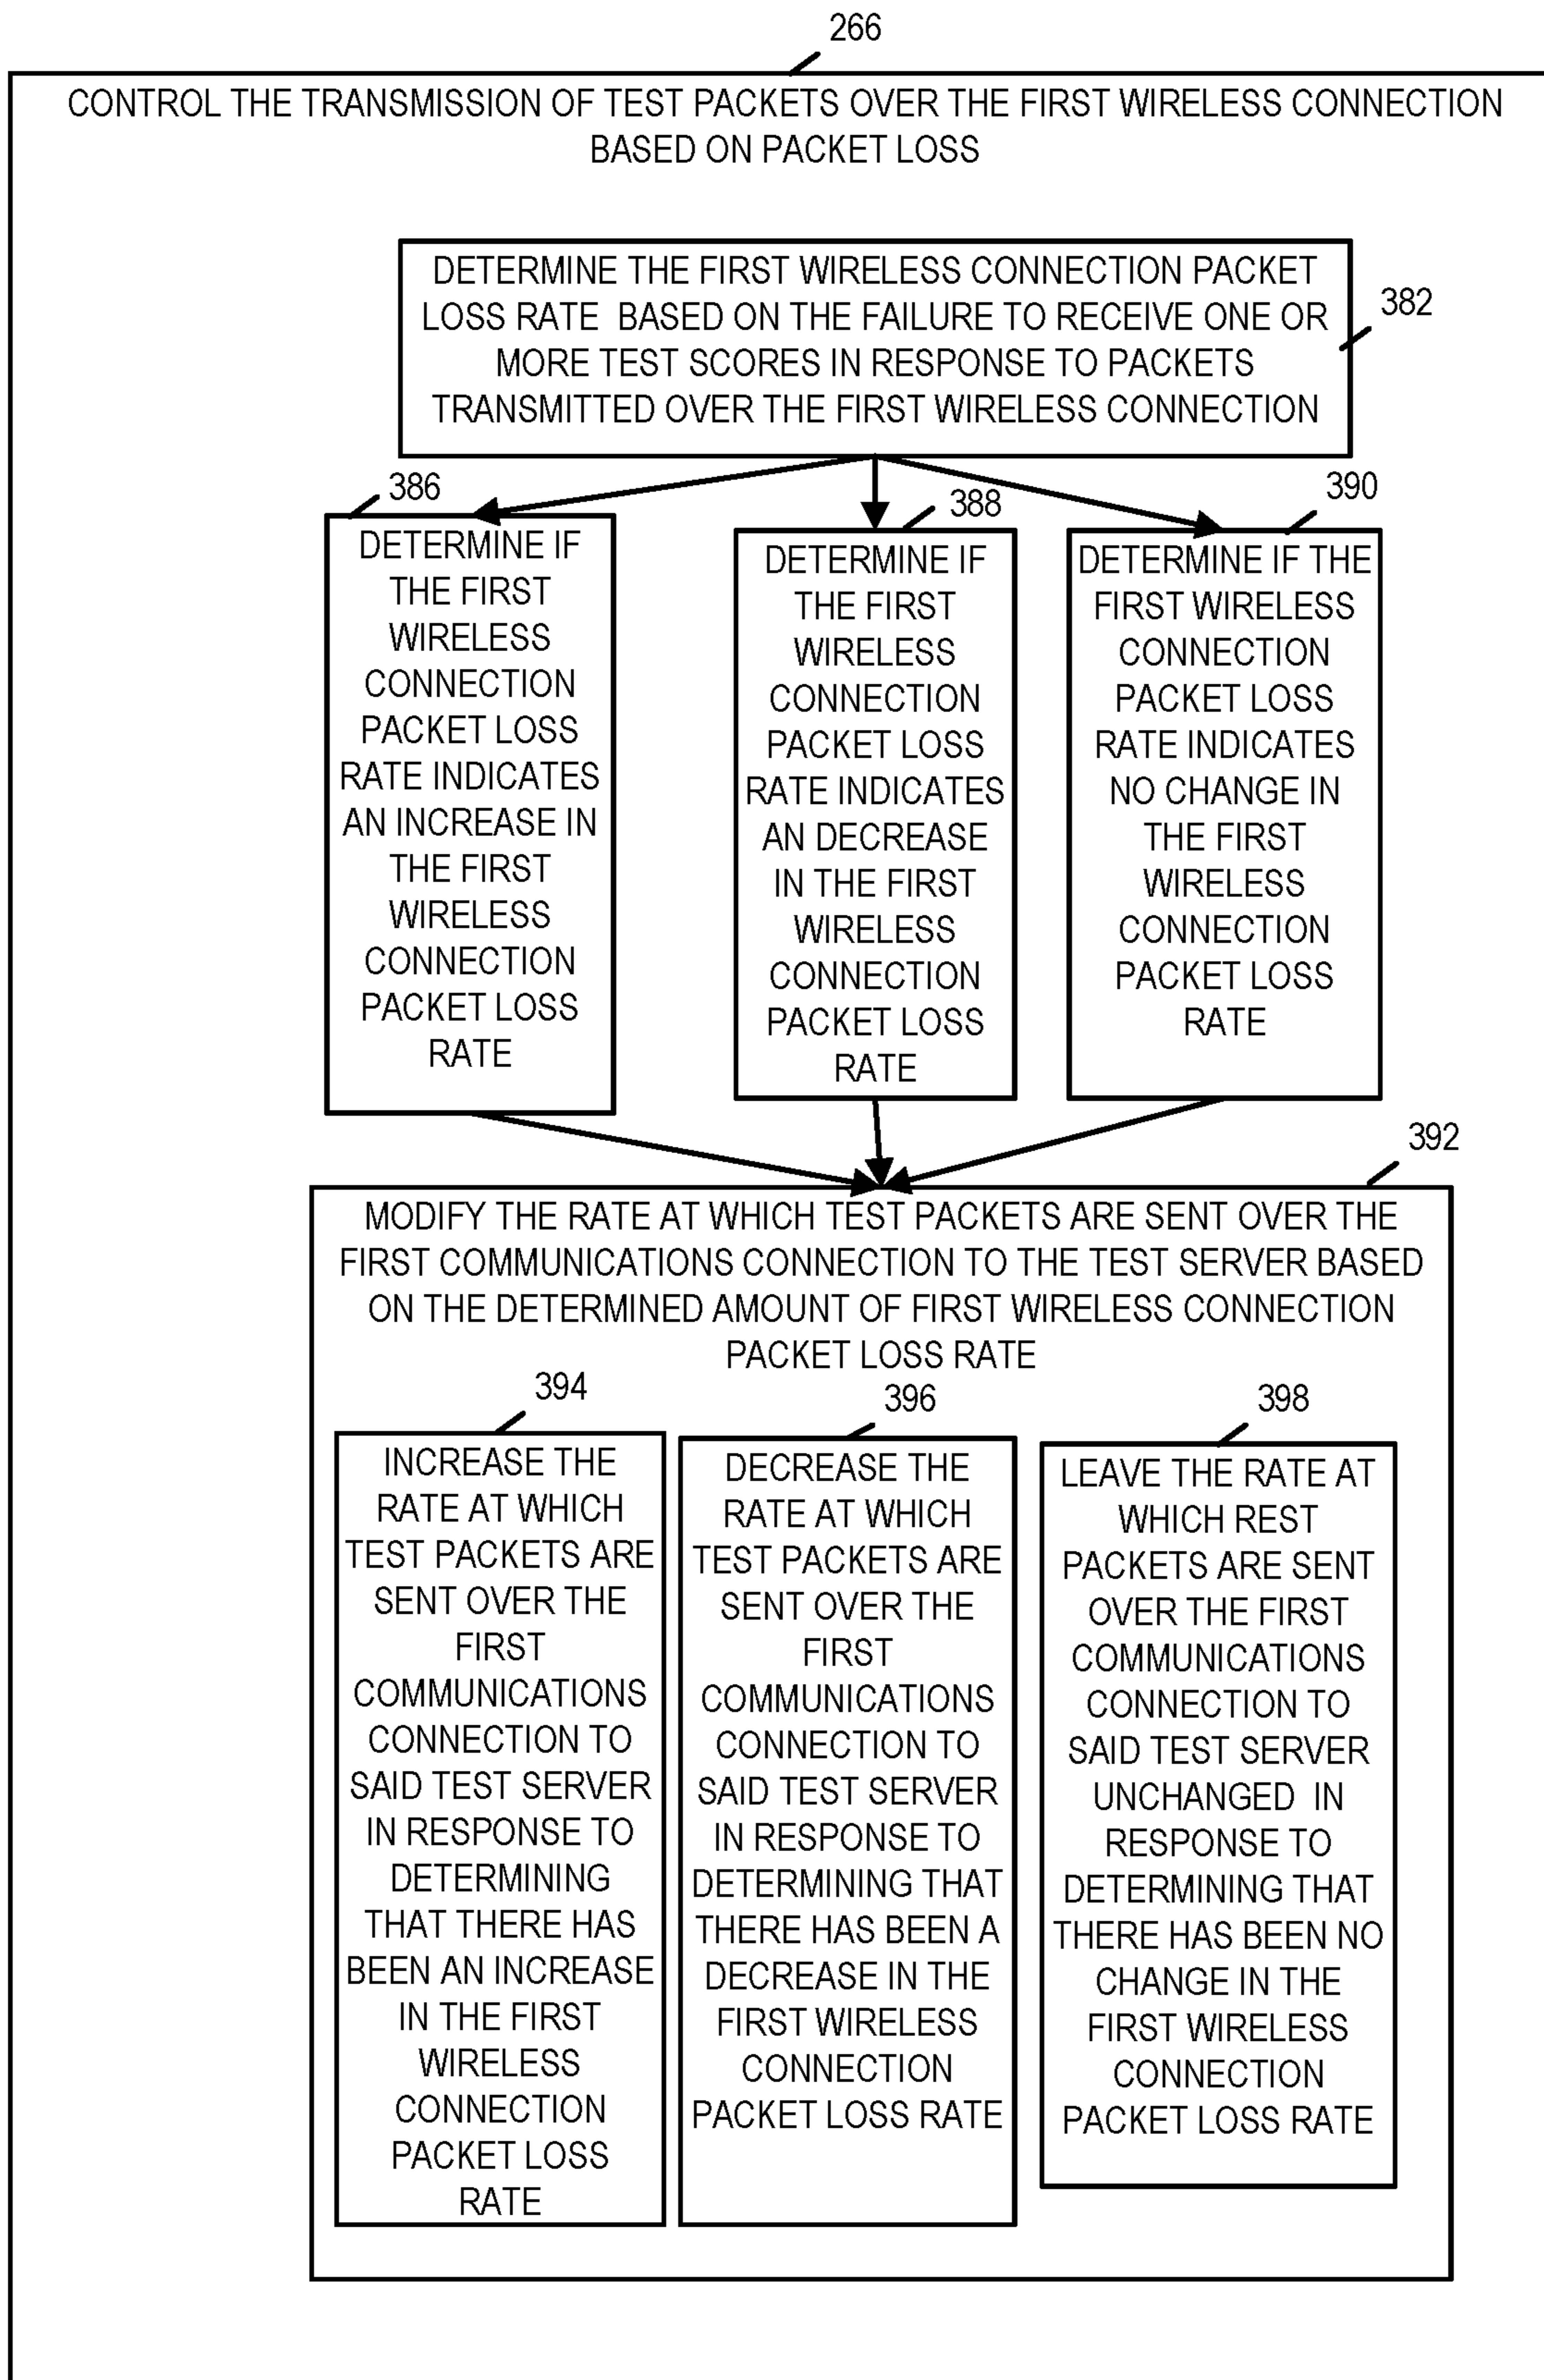 266
CONTROL THE TRANSMISSION OF TEST PACKETS OVER THE FIRST WIRELESS CONNECTION
BASED ON PACKET LOSS
DETERMINE THE FIRST WIRELESS CONNECTION PACKET
LOSS RATE BASED ON THE FAILURE TO RECEIVE ONE OR
MORE TEST SCORES IN RESPONSE TO PACKETS
TRANSMITTED OVER THE FIRST WIRELESS CONNECTION
382
386
DETERMINE IF
THE FIRST
WIRELESS
CONNECTION
PACKET LOSS
RATE INDICATES
AN INCREASE IN
THE FIRST
WIRELESS
CONNECTION
PACKET LOSS
RATE
388
DETERMINE IF
THE FIRST
WIRELESS
CONNECTION
PACKET LOSS
RATE INDICATES
AN DECREASE
IN THE FIRST
WIRELESS
CONNECTION
PACKET LOSS
RATE
390
DETERMINE IF THE
FIRST WIRELESS
CONNECTION
PACKET LOSS
RATE INDICATES
NO CHANGE IN
THE FIRST
WIRELESS
CONNECTION
PACKET LOSS
RATE
392
MODIFY THE RATE AT WHICH TEST PACKETS ARE SENT OVER THE
FIRST COMMUNICATIONS CONNECTION TO THE TEST SERVER BASED
ON THE DETERMINED AMOUNT OF FIRST WIRELESS CONNECTION
PACKET LOSS RATE
394
INCREASE THE
RATE AT WHICH
TEST PACKETS ARE
SENT OVER THE
FIRST
COMMUNICATIONS
CONNECTION TO
SAID TEST SERVER
IN RESPONSE TO
DETERMINING
THAT THERE HAS
BEEN AN INCREASE
IN THE FIRST
WIRELESS
CONNECTION
PACKET LOSS
RATE
396
DECREASE THE
RATE AT WHICH
TEST PACKETS ARE
SENT OVER THE
FIRST
COMMUNICATIONS
CONNECTION TO
SAID TEST SERVER
IN RESPONSE TO
DETERMINING THAT
THERE HAS BEEN A
DECREASE IN THE
FIRST WIRELESS
CONNECTION
PACKET LOSS RATE
398
LEAVE THE RATE AT
WHICH REST
PACKETS ARE SENT
OVER THE FIRST
COMMUNICATIONS
CONNECTION TO
SAID TEST SERVER
UNCHANGED IN
RESPONSE TO
DETERMINING THAT
THERE HAS BEEN NO
CHANGE IN THE
FIRST WIRELESS
CONNECTION
PACKET LOSS RATE